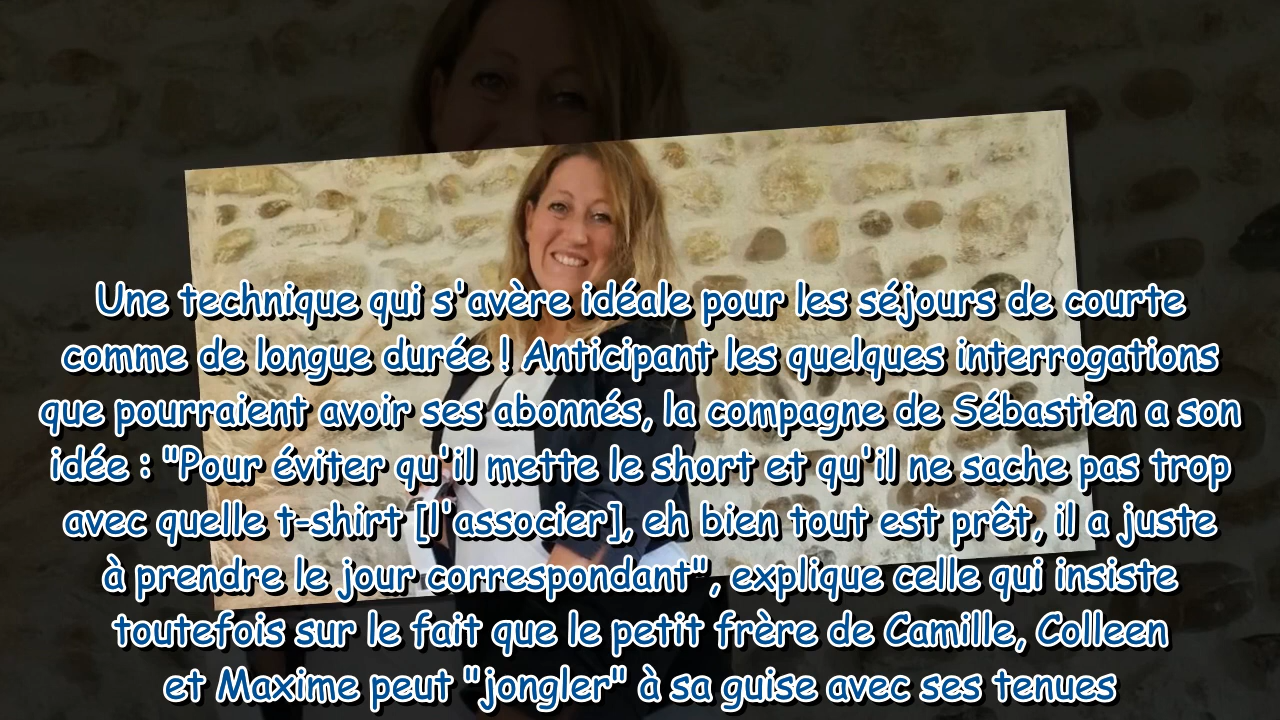 Une technique qui s'avère idéale pour les séjours de courte
comme de longue durée ! Anticipant les quelques interrogations
que pourraient avoir ses abonnés, la compagne de Sébastien a son
idée : "Pour éviter qu'il mette le short et qu'il ne sache pas trop
avec quelle t-shirt [l'associer], eh bien tout est prêt, il a juste
à prendre le jour correspondant", explique celle qui insiste
toutefois sur le fait que le petit frère de Camille, Colleen
et Maxime peut "jongler" à sa guise avec ses tenues